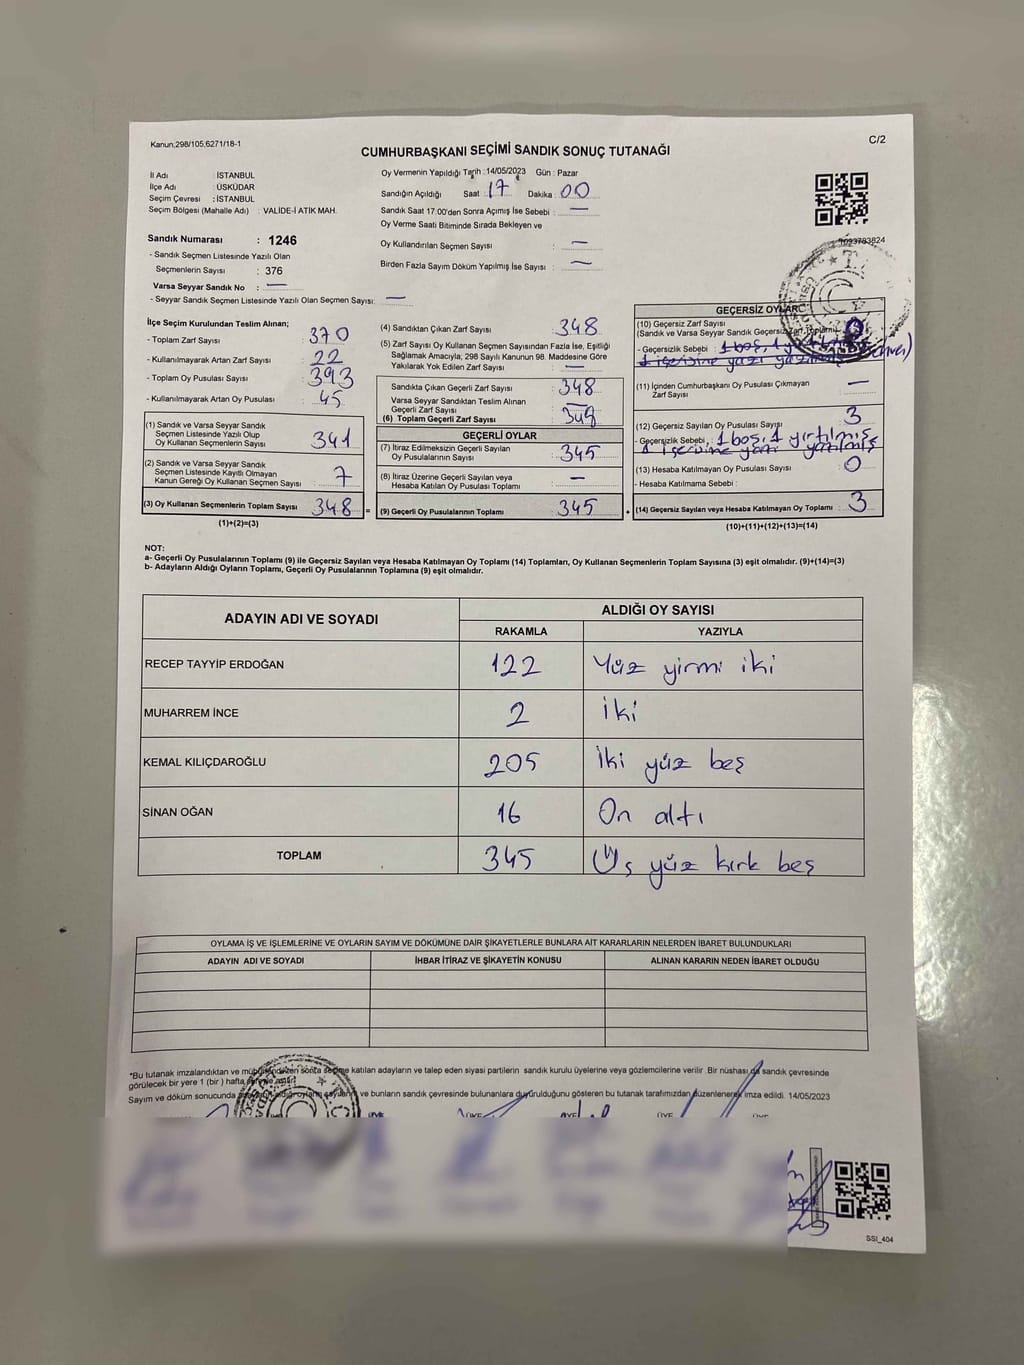 Kanun,298/105,6271/18-1
C/2
CUMHURBAŞKANI SEÇİMİ SANDIK SONUÇ TUTANAĞI
İl Adı : İSTANBUL
İlçe Adı : ÜSKÜDAR
Seçim Çevresi : İSTANBUL
Seçim Bölgesi (Mahalle Adı) : VALİDE-İ ATİK MAH.
Sandık Numarası : 1246
- Sandık Seçmen Listesinde Yazılı Olan
Seçmenlerin Sayısı : 376
Varsa Seyyar Sandık No : —
- Seyyar Sandık Seçmen Listesinde Yazılı Olan Seçmen Sayısı: —
Oy Vermenin Yapıldığı Tarih :14/05/2023 Gün : Pazar
Sandığın Açıldığı Saat : 17 Dakika : 00
Sandık Saat 17.00'den Sonra Açımış İse Sebebi : —
Oy Verme Saati Bitiminde Sırada Bekleyen ve
Oy Kullandırılan Seçmen Sayısı : —
Birden Fazla Sayım Döküm Yapılmış İse Sayısı : —
İlçe Seçim Kurulundan Teslim Alınan;
- Toplam Zarf Sayısı : 370
- Kullanılmayarak Artan Zarf Sayısı : 22
- Toplam Oy Pusulası Sayısı : 393
- Kullanılmayarak Artan Oy Pusulası : 45
(1) Sandık ve Varsa Seyyar Sandık
Seçmen Listesinde Yazılı Olup
Oy Kullanan Seçmenlerin Sayısı : 341
(2) Sandık ve Varsa Seyyar Sandık
Seçmen Listesinde Kayıtlı Olmayan
Kanun Gereği Oy Kullanan Seçmen Sayısı : 7
(3) Oy Kullanan Seçmenlerin Toplam Sayısı : 348
(1)+(2)=(3)
(4) Sandıktan Çıkan Zarf Sayısı : 348
(5) Zarf Sayısı Oy Kullanan Seçmen Sayısından Fazla İse, Eşitliği
Sağlamak Amacıyla, 298 Sayılı Kanunun 98. Maddesine Göre
Yakılarak Yok Edilen Zarf Sayısı : —
Sandıkta Çıkan Geçerli Zarf Sayısı : 348
Varsa Seyyar Sandıktan Teslim Alınan
Geçerli Zarf Sayısı : —
(6) Toplam Geçerli Zarf Sayısı : 348
GEÇERLİ OYLAR
(7) İtiraz Edilmeksizin Geçerli Sayılan
Oy Pusulalarının Sayısı : 345
(8) İtiraz Üzerine Geçerli Sayılan veya
Hesaba Katılan Oy Pusulası Toplamı : —
(9) Geçerli Oy Pusulalarının Toplamı : 345
GEÇERSİZ OYLAR
(10) Geçersiz Zarf Sayısı
(Sandık ve Varsa Seyyar Sandık Geçersiz Zarf Toplamı) : 0
- Geçersizlik Sebebi :
(11) İçinden Cumhurbaşkanı Oy Pusulası Çıkmayan
Zarf Sayısı : —
(12) Geçersiz Sayılan Oy Pusulası Sayısı : 3
- Geçersizlik Sebebi : 1 boş, 1 yırtılmış
1 içerisine yazı yazılmış
(13) Hesaba Katılmayan Oy Pusulası Sayısı : 0
- Hesaba Katılmama Sebebi :
(14) Geçersiz Sayılan veya Hesaba Katılmayan Oy Toplamı : 3
(10)+(11)+(12)+(13)=(14)
NOT:
a- Geçerli Oy Pusulalarının Toplamı (9) ile Geçersiz Sayılan veya Hesaba Katılmayan Oy Toplamı (14) Toplamları, Oy Kullanan Seçmenlerin Toplam Sayısına (3) eşit olmalıdır. (9)+(14)=(3)
b- Adayların Aldığı Oyların Toplamı, Geçerli Oy Pusulalarının Toplamına (9) eşit olmalıdır.
ADAYIN ADI VE SOYADI
ALDIĞI OY SAYISI
RAKAMLA YAZIYLA
RECEP TAYYİP ERDOĞAN 122 Yüz yirmi iki
MUHARREM İNCE 2 İki
KEMAL KILIÇDAROĞLU 205 İki yüz beş
SİNAN OĞAN 16 On altı
TOPLAM 345 Üç yüz kırk beş
OYLAMA İŞ VE İŞLEMLERİNE VE OYLARIN SAYIM VE DÖKÜMÜNE DAİR ŞİKAYETLERLE BUNLARA AİT KARARLARIN NELERDEN İBARET BULUNDUKLARI
ADAYIN ADI VE SOYADI İHBAR İTİRAZ VE ŞİKAYETİN KONUSU ALINAN KARARIN NEDEN İBARET OLDUĞU
*Bu tutanak imzalandıktan ve mühürlendikten sonra seçime katılan adayların ve talep eden siyasi partilerin sandık kurulu üyelerine veya gözlemcilerine verilir .Bir nüshası da sandık çevresinde
görülecek bir yere 1 (bir ) hafta
Sayım ve döküm sonucunda ve bunların sandık çevresinde bulunanlara duyurulduğunu gösteren bu tutanak tarafımızdan düzenlenerek imza edildi. 14/05/2023
SSI_404